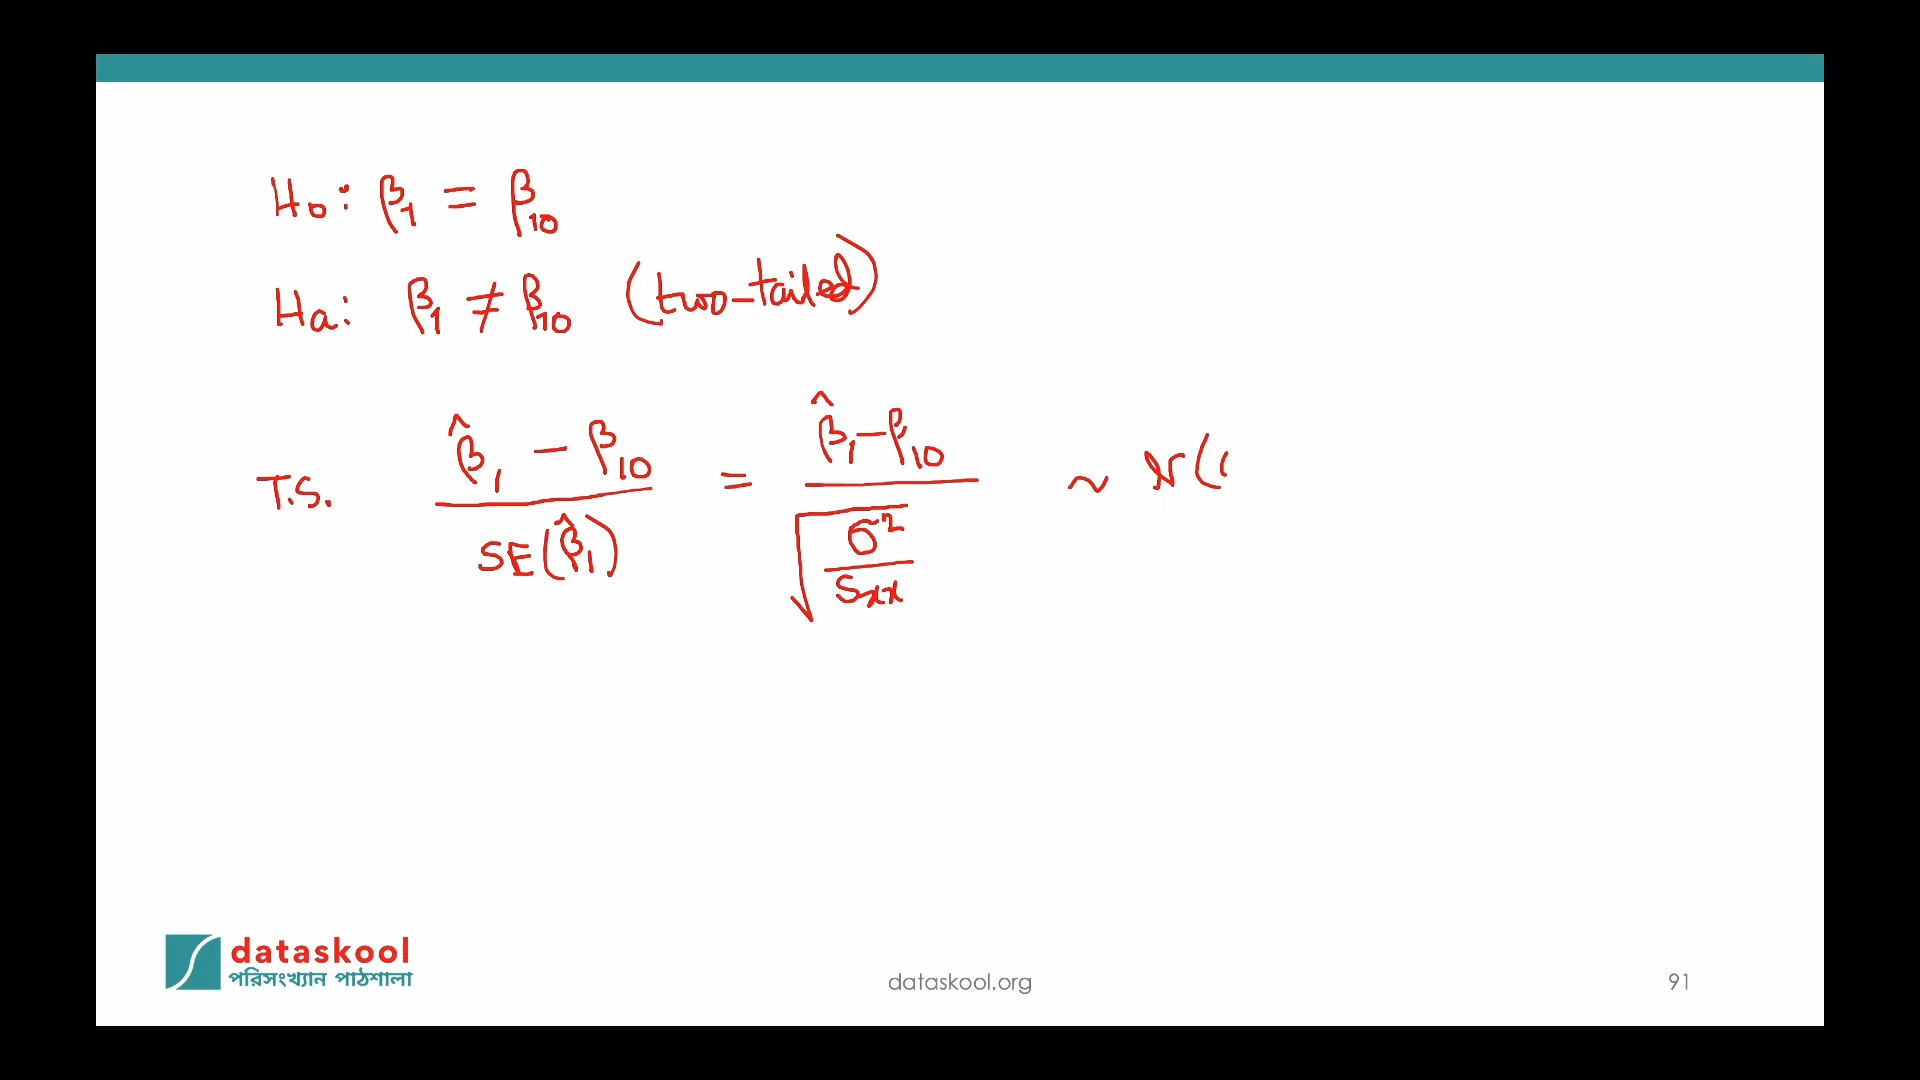 H₀: β₁ = β₁₀
Hₐ: β₁ ≠ β₁₀ (two-tailed)
T.S. (β̂₁ − β₁₀) / SE(β̂₁) = (β̂₁ − β₁₀) / √(σ² / Sxx) ~ N(
dataskool
পরিসংখ্যান পাঠশালা
dataskool.org
91